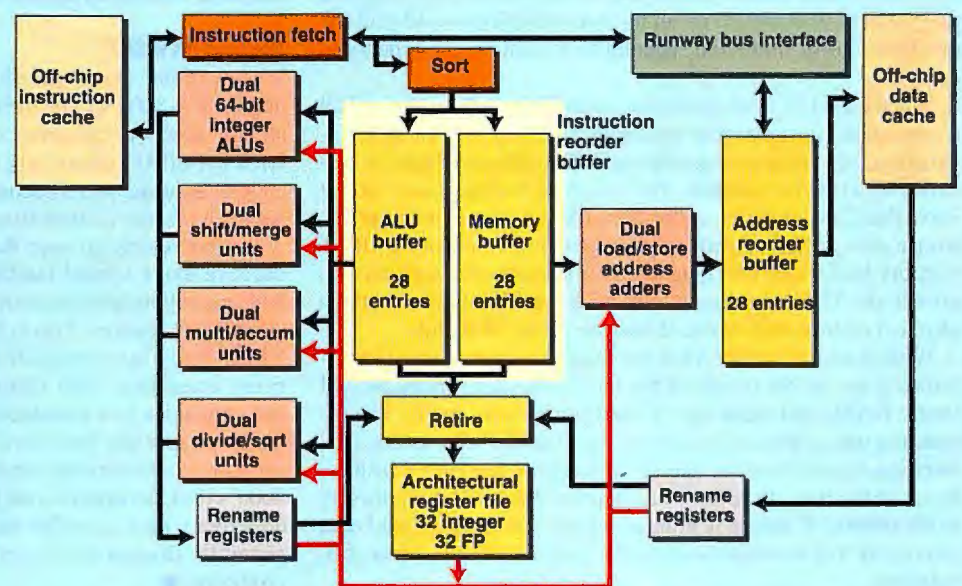 Instruction fetch
Runway bus interface
Off-chip
instruction
cache
Sort
Off-chip
data
cache
Dual
64-bit
integer
ALUs
Instruction
reorder
buffer
Dual
shift/merge
units
ALU
buffer
28
entries
Memory
buffer
28
entries
Dual
load/store
address
adders
Address
reorder
buffer
28 entries
Dual
multi/accum
units
Dual
divide/sqrt
units
Retire
Rename
registers
Architectural
register file
32 integer
32 FP
Rename
registers